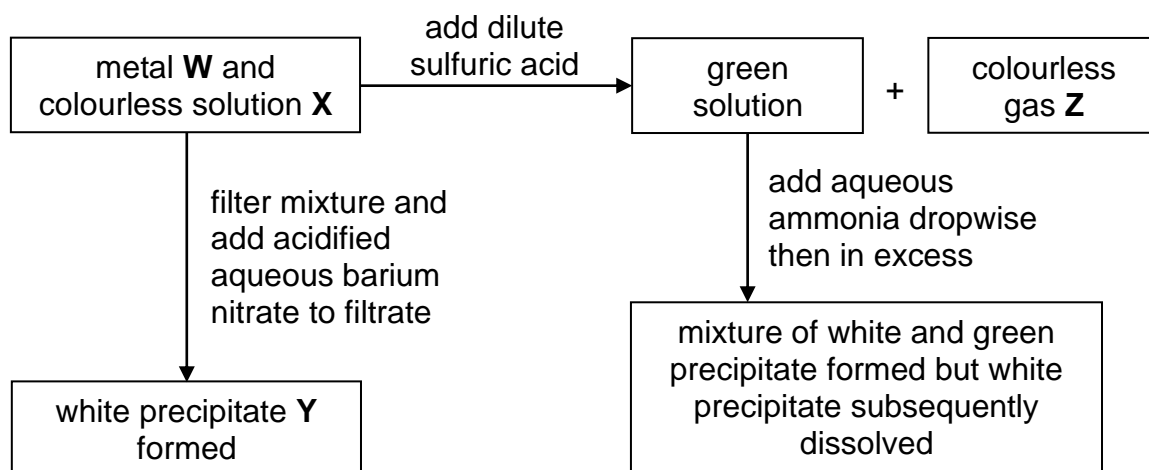 metal W and
colourless solution X
add dilute
sulfuric acid
green
solution
+
colourless
gas Z
filter mixture and
add acidified
aqueous barium
nitrate to filtrate
add aqueous
ammonia dropwise
then in excess
white precipitate Y
formed
mixture of white and green
precipitate formed but white
precipitate subsequently
dissolved